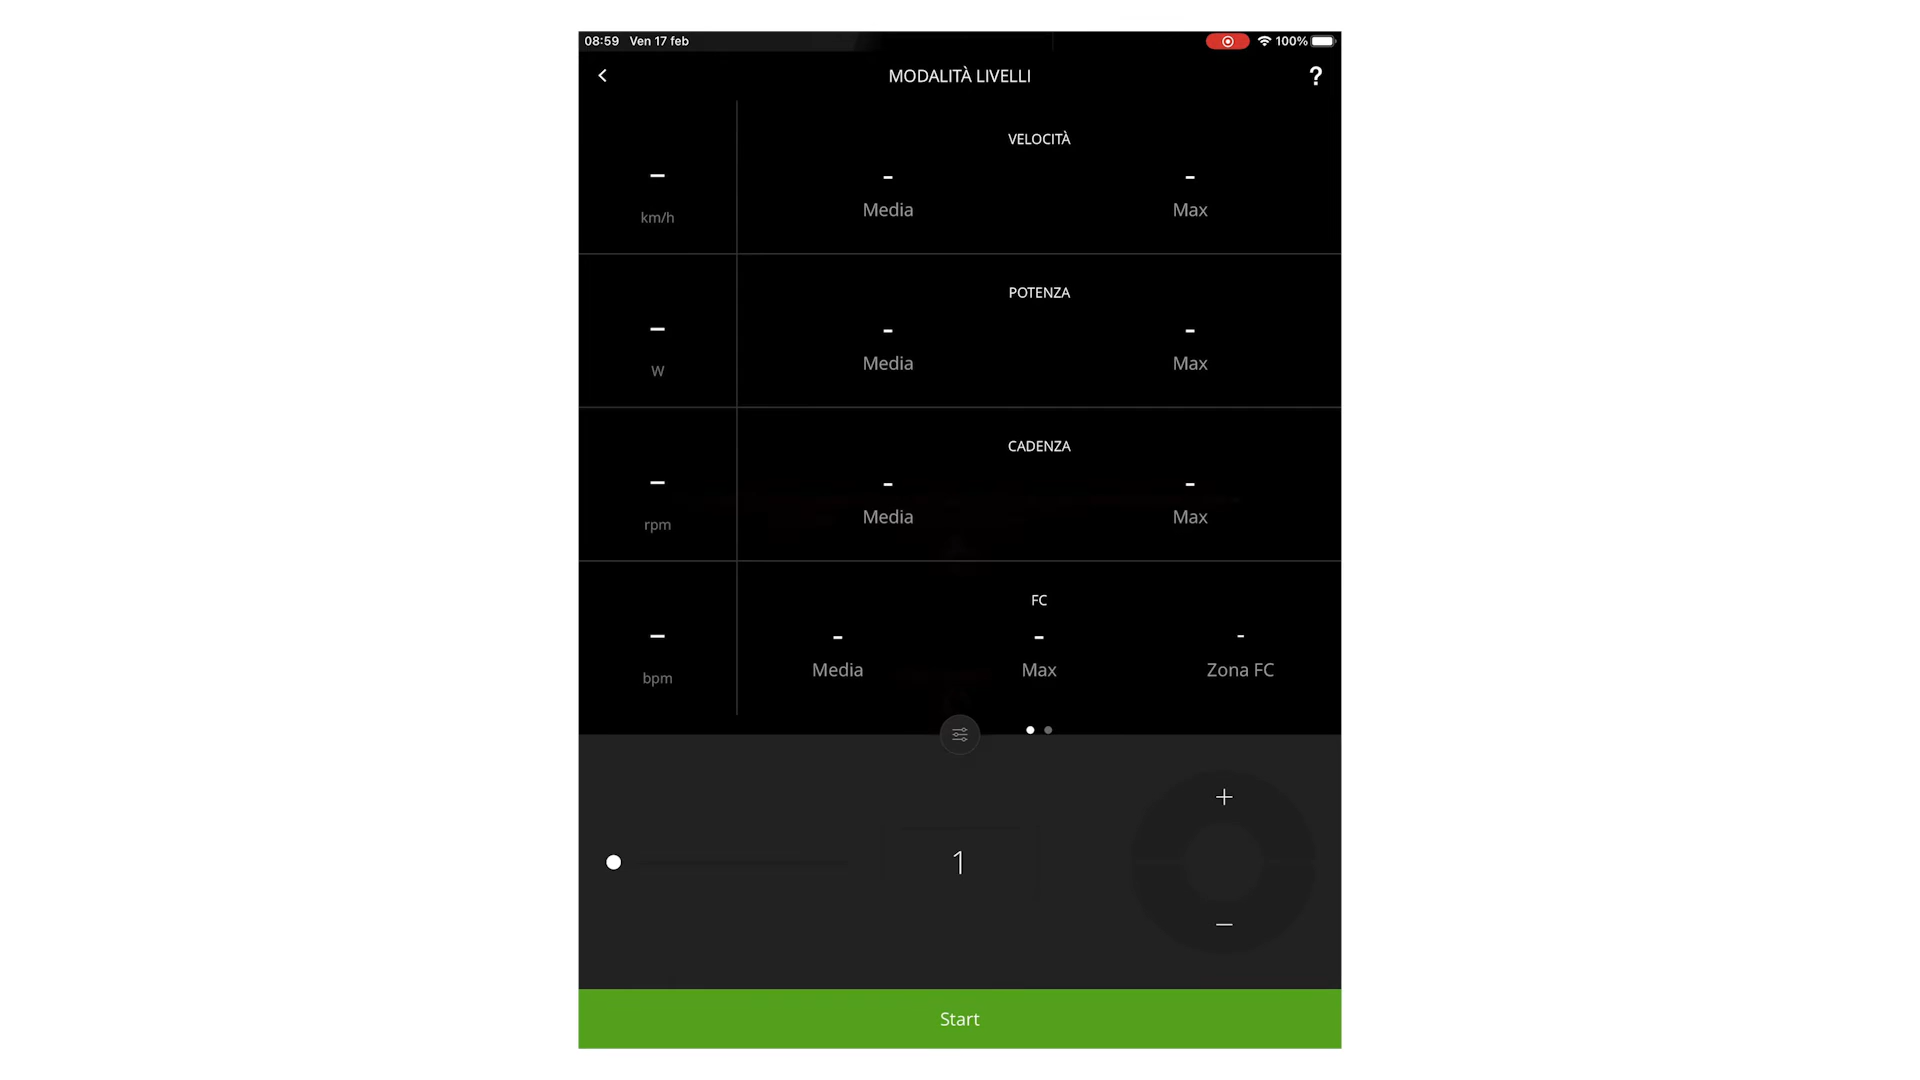 08:59 Ven 17 feb 100%
MODALITÀ LIVELLI ?
VELOCITÀ
- - -
km/h Media Max
POTENZA
- - -
W Media Max
CADENZA
- - -
rpm Media Max
FC
- - - -
bpm Media Max Zona FC
+
1
-
Start